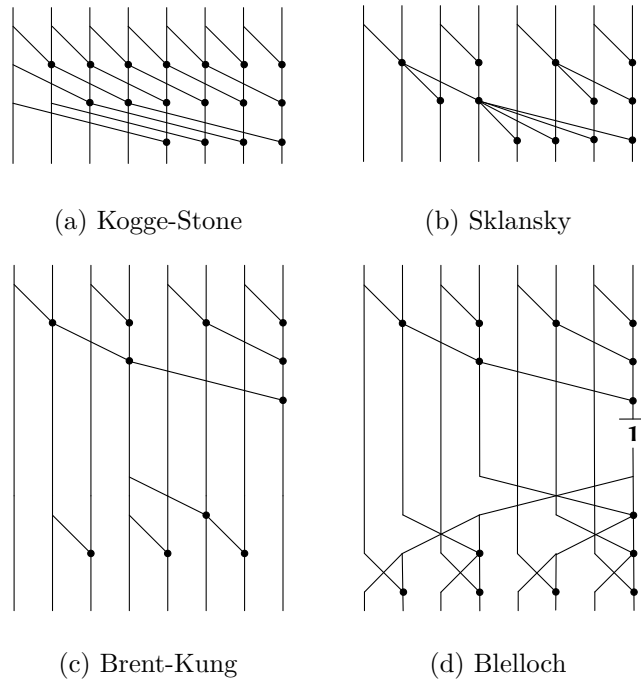 (a) Kogge-Stone
(b) Sklansky
1
(c) Brent-Kung
(d) Blelloch